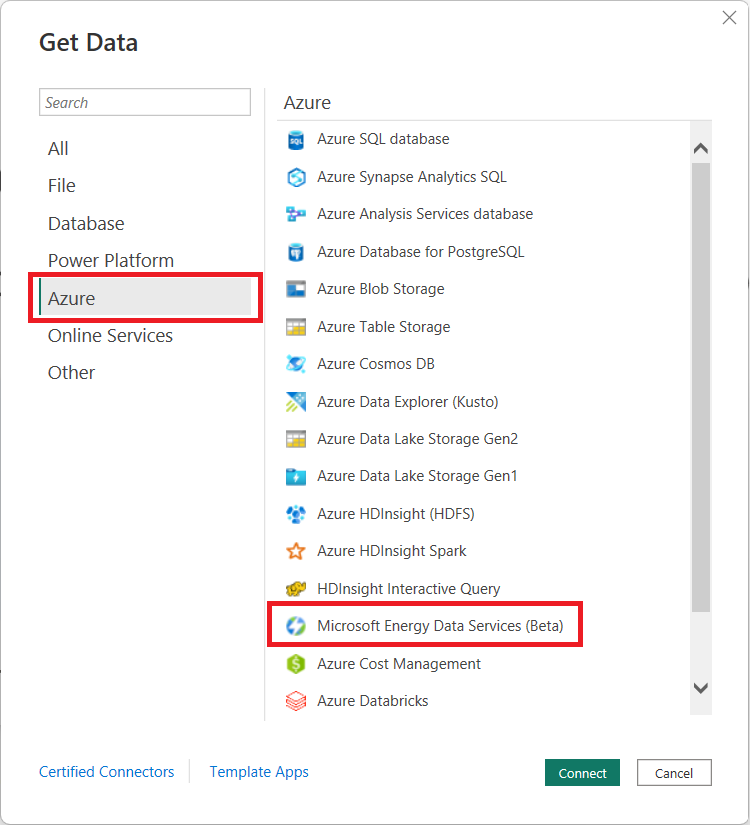 Get Data
Search
All
File
Database
Power Platform
Azure
Online Services
Other
Azure
SQL
Azure SQL database
Azure Synapse Analytics SQL
Azure Analysis Services database
Azure Database for PostgreSQL
Azure Blob Storage
Azure Table Storage
Azure Cosmos DB
Azure Data Explorer (Kusto)
Azure Data Lake Storage Gen2
Azure Data Lake Storage Gen1
Azure HDInsight (HDFS)
Azure HDInsight Spark
HDInsight Interactive Query
Microsoft Energy Data Services (Beta)
Azure Cost Management
Azure Databricks
Certified Connectors
Template Apps
Connect
Cancel